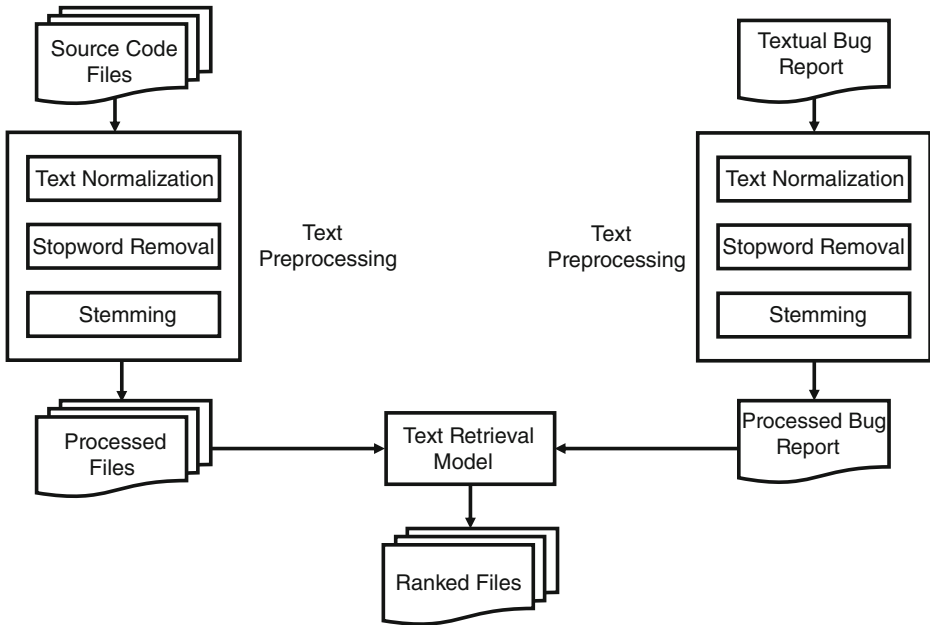 Source Code
Files
Textual Bug
Report
Text Normalization
Stopword Removal
Stemming
Text
Preprocessing
Text
Preprocessing
Text Normalization
Stopword Removal
Stemming
Processed
Files
Text Retrieval
Model
Processed Bug
Report
Ranked Files